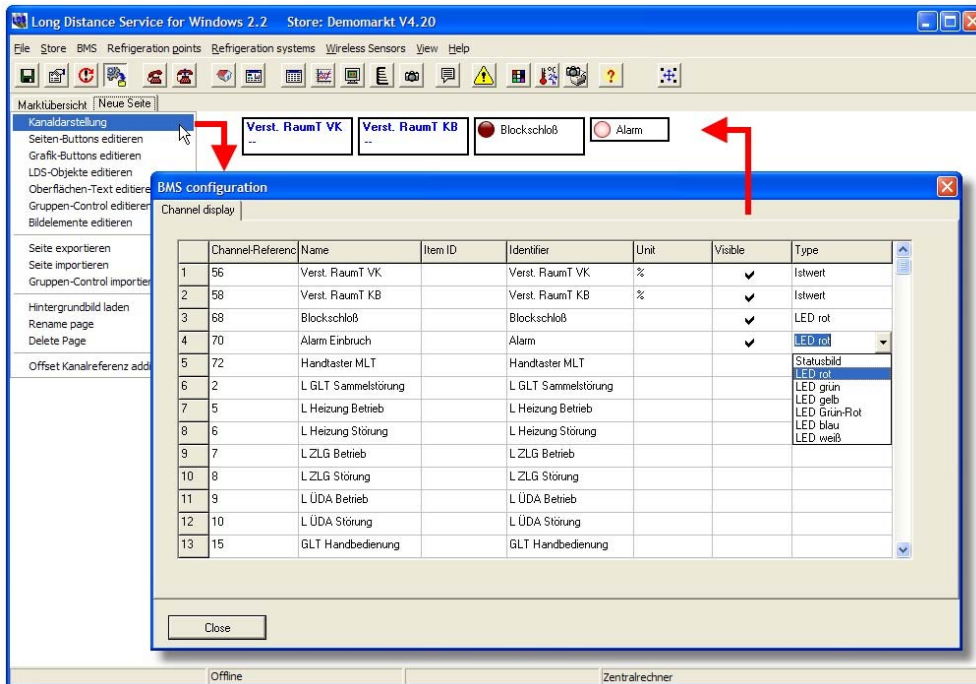 Long Distance Service for Windows 2.2 Store: Demomarkt V4.20
File Store BMS Refrigeration points Refrigeration systems Wireless Sensors View Help
Marktübersicht Neue Seite
Kanaldarstellung
Seiten-Buttons editieren
Grafik-Buttons editieren
LDS-Objekte editieren
Oberflächen-Text editiere
Gruppen-Control editieren
Bildelemente editieren
Seite exportieren
Seite importieren
Gruppen-Control importier
Hintergrundbild laden
Rename page
Delete Page
Offset Kanalreferenz addi
Verst. RaumT VK
--
Verst. RaumT KB
--
Blockschloß
Alarm
BMS configuration
Channel display
Channel-Referenc Name Item ID Identifier Unit Visible Type
1 56 Verst. RaumT VK Verst. RaumT VK % ✓ Istwert
2 58 Verst. RaumT KB Verst. RaumT KB % ✓ Istwert
3 68 Blockschloß Blockschloß ✓ LED rot
4 70 Alarm Einbruch Alarm ✓ LED rot
5 72 Handtaster MLT Handtaster MLT
6 2 L GLT Sammelstörung L GLT Sammelstörung
7 5 L Heizung Betrieb L Heizung Betrieb
8 6 L Heizung Störung L Heizung Störung
9 7 L ZLG Betrieb L ZLG Betrieb
10 8 L ZLG Störung L ZLG Störung
11 9 L ÜDA Betrieb L ÜDA Betrieb
12 10 L ÜDA Störung L ÜDA Störung
13 15 GLT Handbedienung GLT Handbedienung
Statusbild
LED rot
LED grün
LED gelb
LED Grün-Rot
LED blau
LED weiß
Close
Offline Zentralrechner